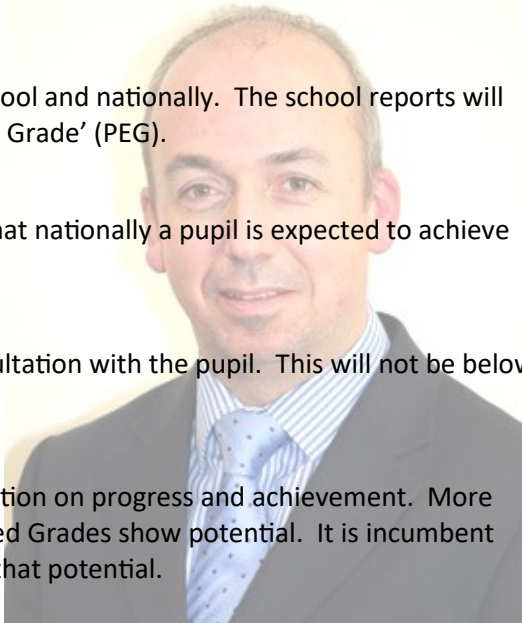 ool and nationally.  The school reports will
Grade’ (PEG).
hat nationally a pupil is expected to achieve
ultation with the pupil.  This will not be below
tion on progress and achievement.  More
ed Grades show potential.  It is incumbent
that potential.